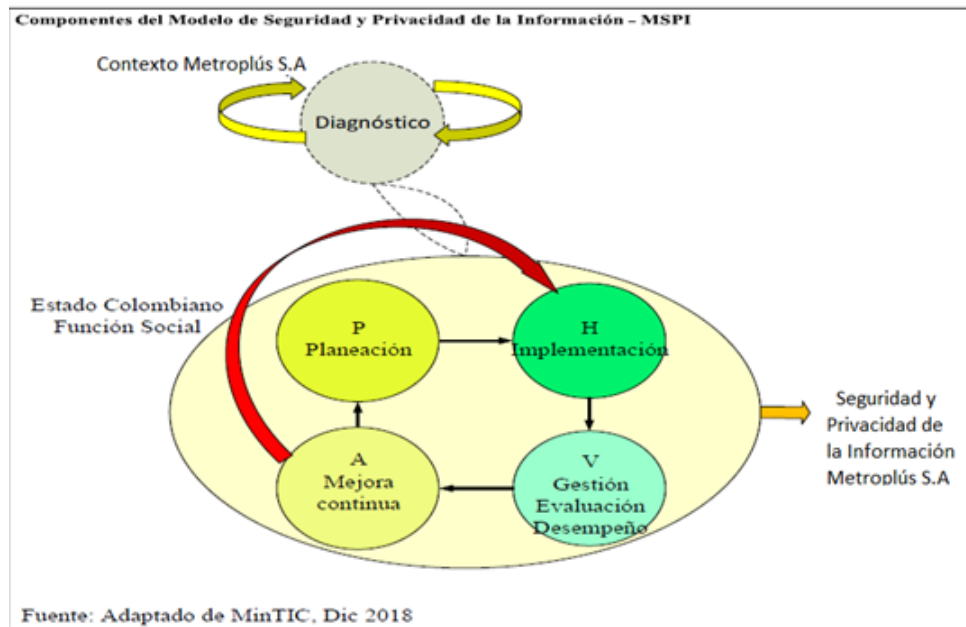 Componentes del Modelo de Seguridad y Privacidad de la Información – MSPI
Contexto Metroplús S.A
Diagnóstico
Estado Colombiano
Función Social
P
Planeación
H
Implementación
A
Mejora
continua
V
Gestión
Evaluación
Desempeño
Seguridad y
Privacidad de
la Información
Metroplús S.A
Fuente: Adaptado de MinTIC, Dic 2018